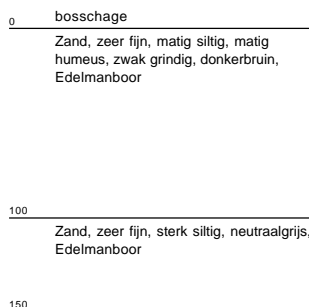 0 bosschage
Zand, zeer fijn, matig siltig, matig
humeus, zwak grindig, donkerbruin,
Edelmanboor
100
Zand, zeer fijn, sterk siltig, neutraalgrijs,
Edelmanboor
150